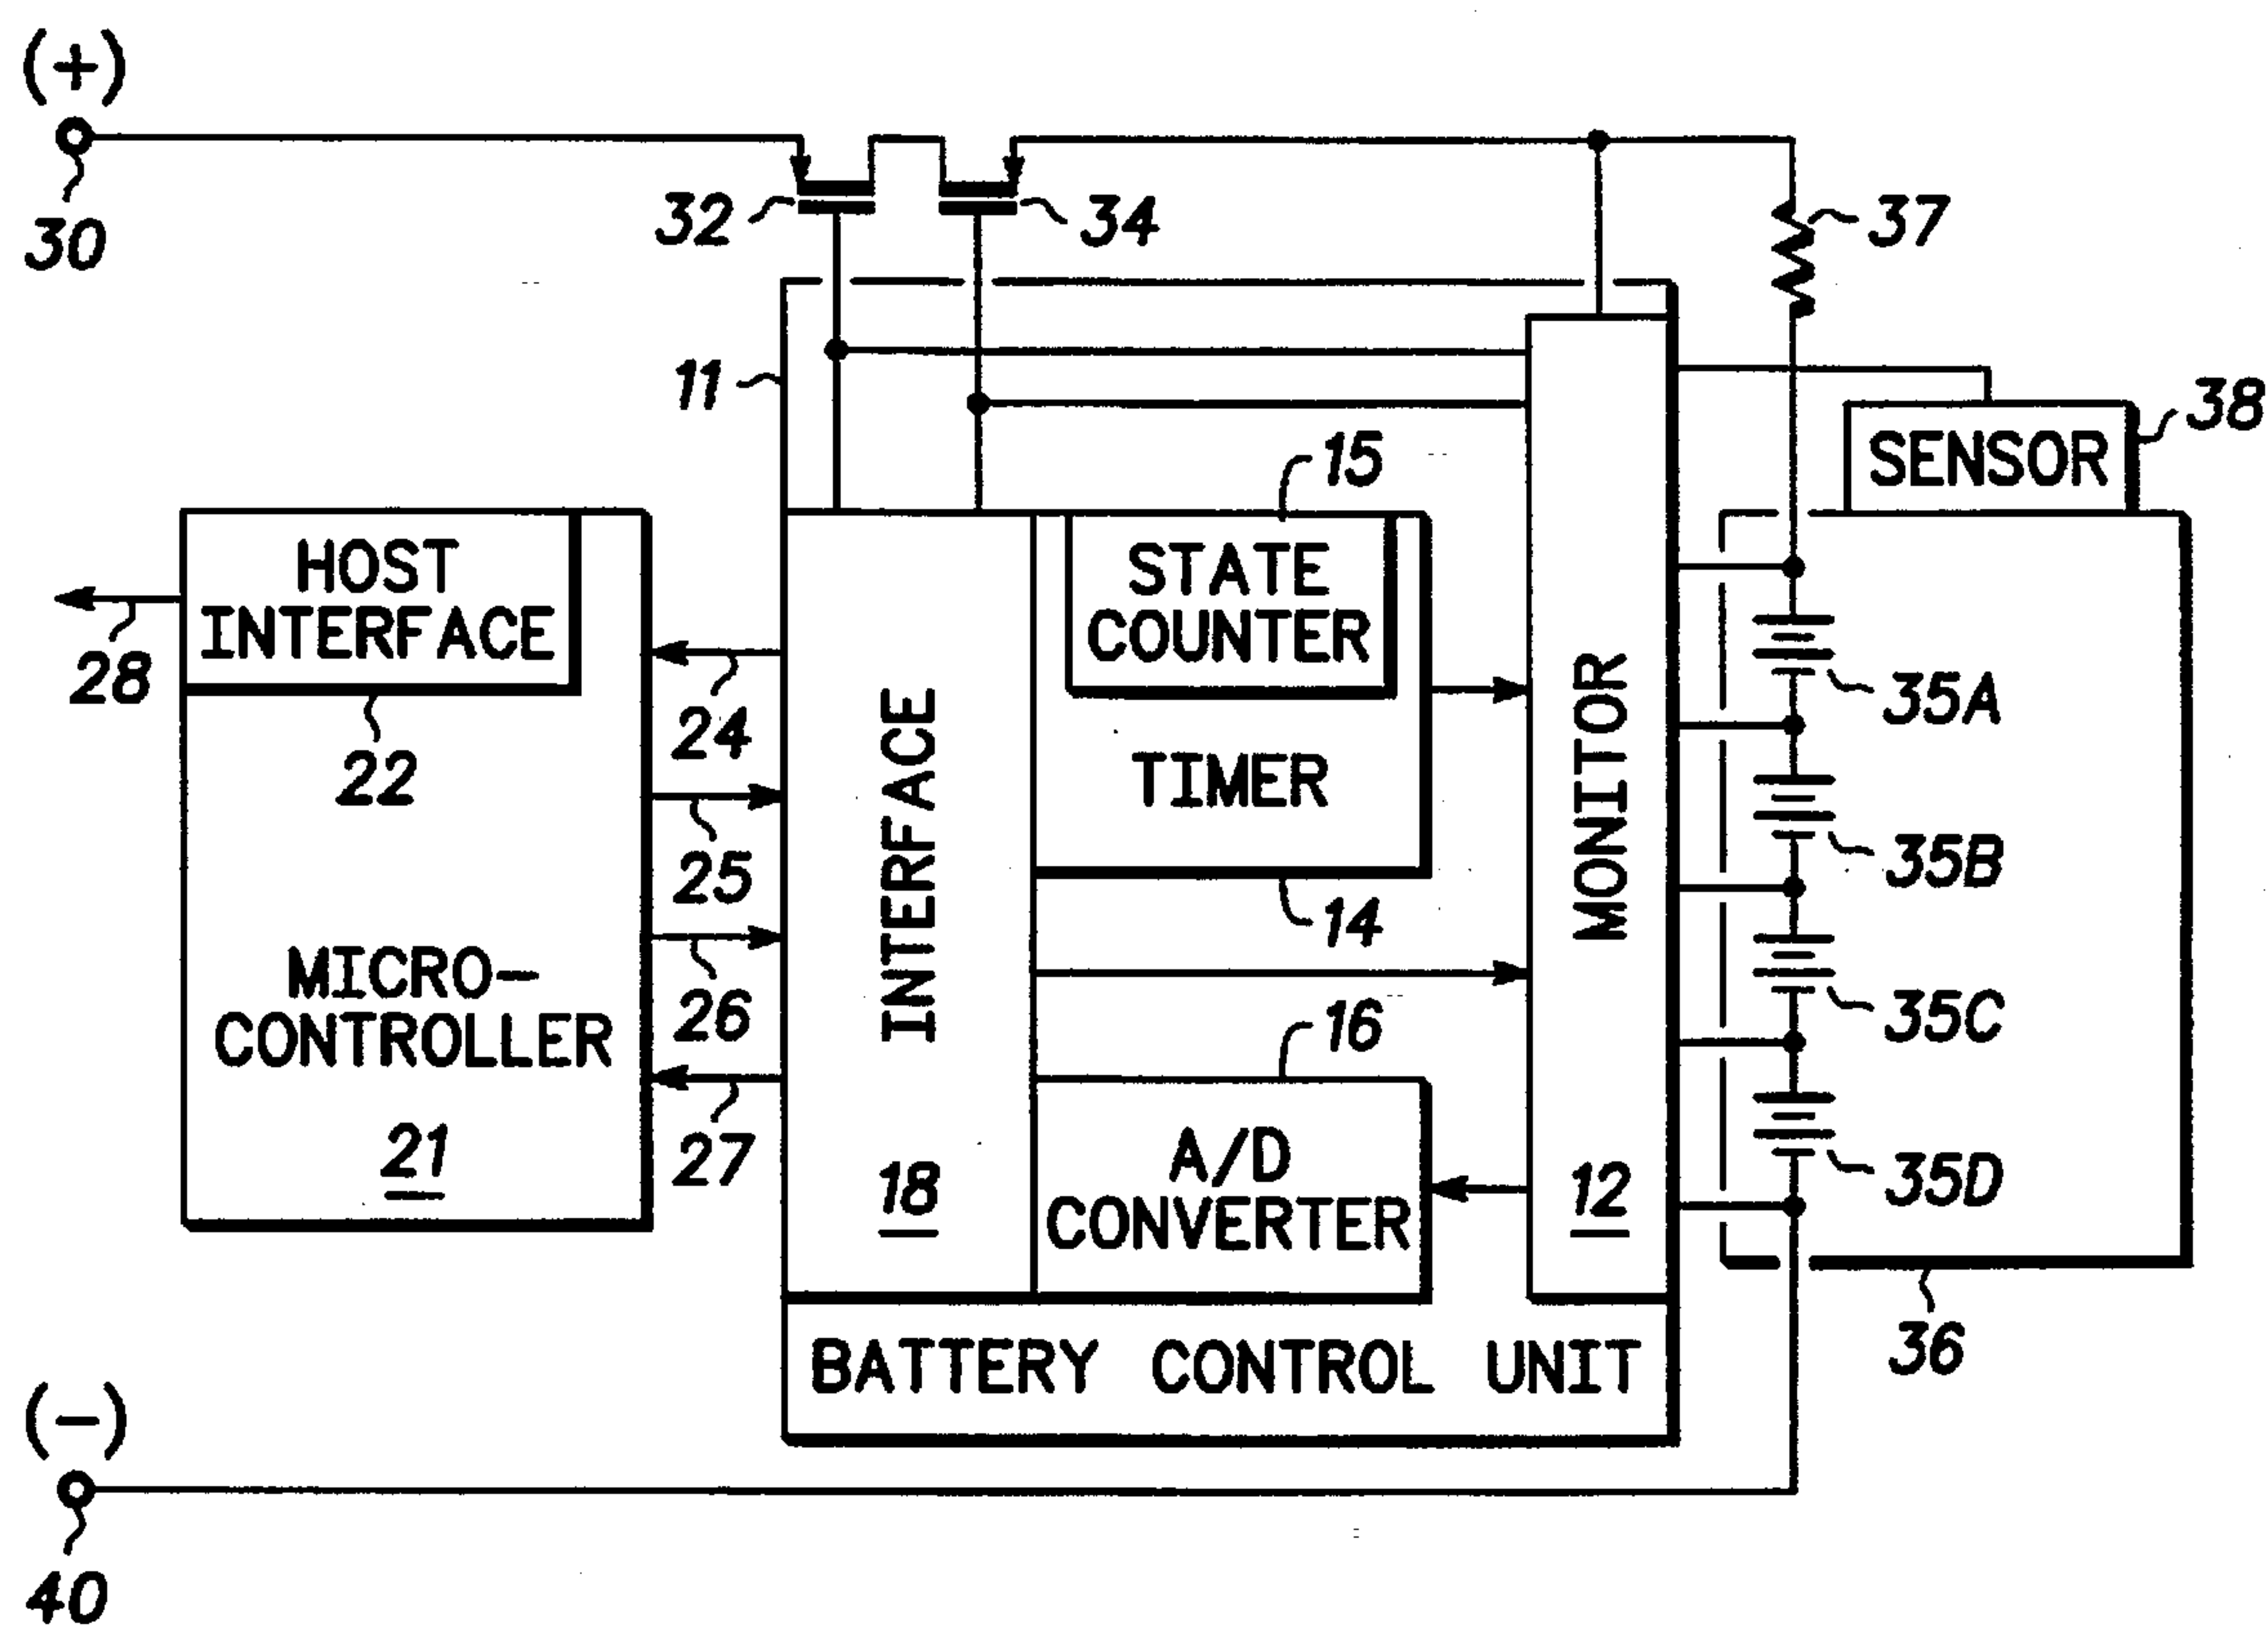 (+)
30
32
34
37
11
38
SENSOR
15
HOST
INTERFACE
STATE
COUNTER
28
24
22
TIMER
35A
25
INTERFACE
MONITOR
35B
14
MICRO-
CONTROLLER
26
16
35C
21
27
18
A/D
CONVERTER
12
35D
BATTERY CONTROL UNIT
36
(-)
40